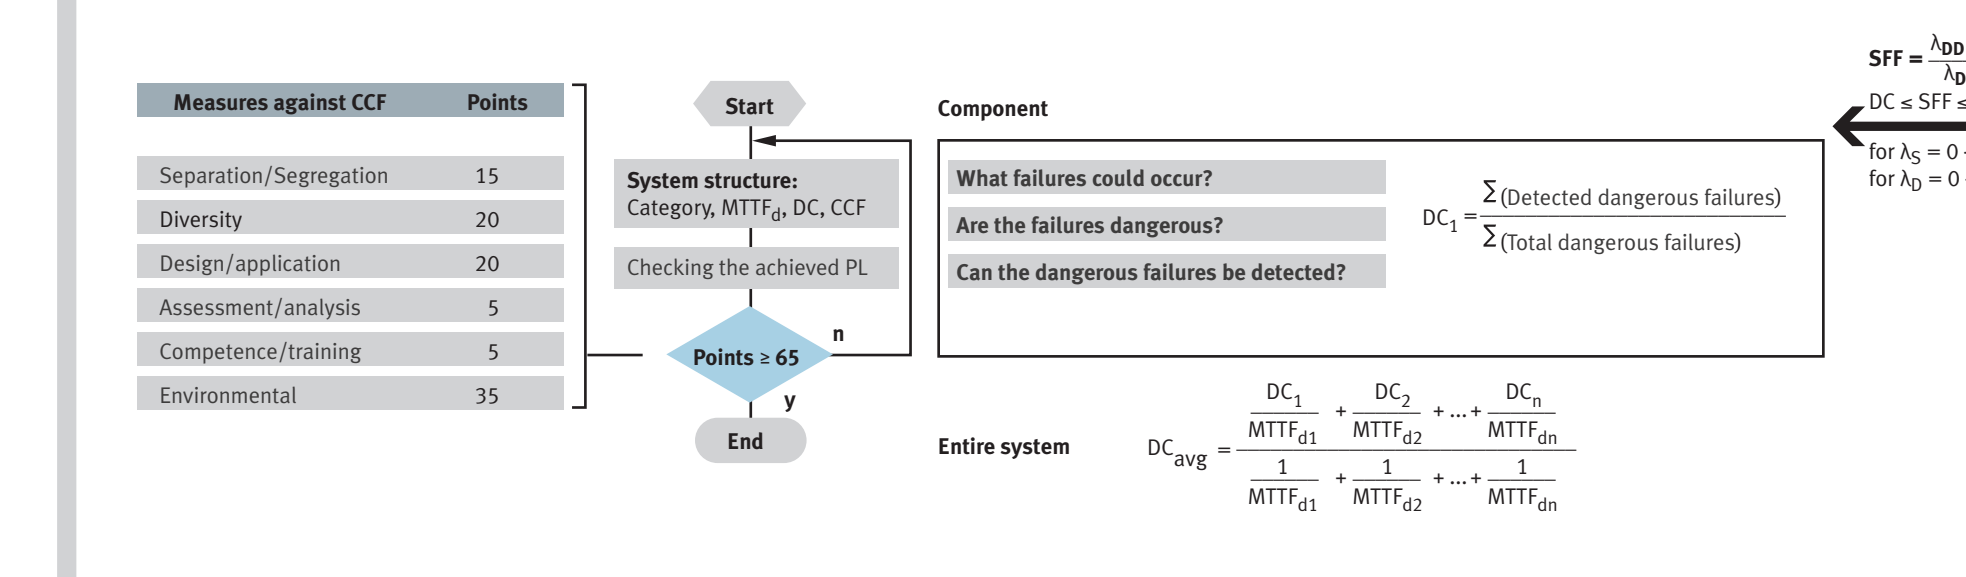 Measures against CCF Points
Separation/Segregation 15
Diversity 20
Design/application 20
Assessment/analysis 5
Competence/training 5
Environmental 35
Start
System structure:
Category, MTTFd, DC, CCF
Checking the achieved PL
Points ≥ 65
n
y
End
Component
What failures could occur?
Are the failures dangerous?
Can the dangerous failures be detected?
DC1 = Σ (Detected dangerous failures)
Σ (Total dangerous failures)
Entire system
DCavg =
DC1 + DC2 + ... + DCn
MTTFd1 MTTFd2 MTTFdn
1 + 1 + ... + 1
MTTFd1 MTTFd2 MTTFdn
SFF = λDD
λD
DC ≤ SFF ≤
for λS = 0
for λD = 0